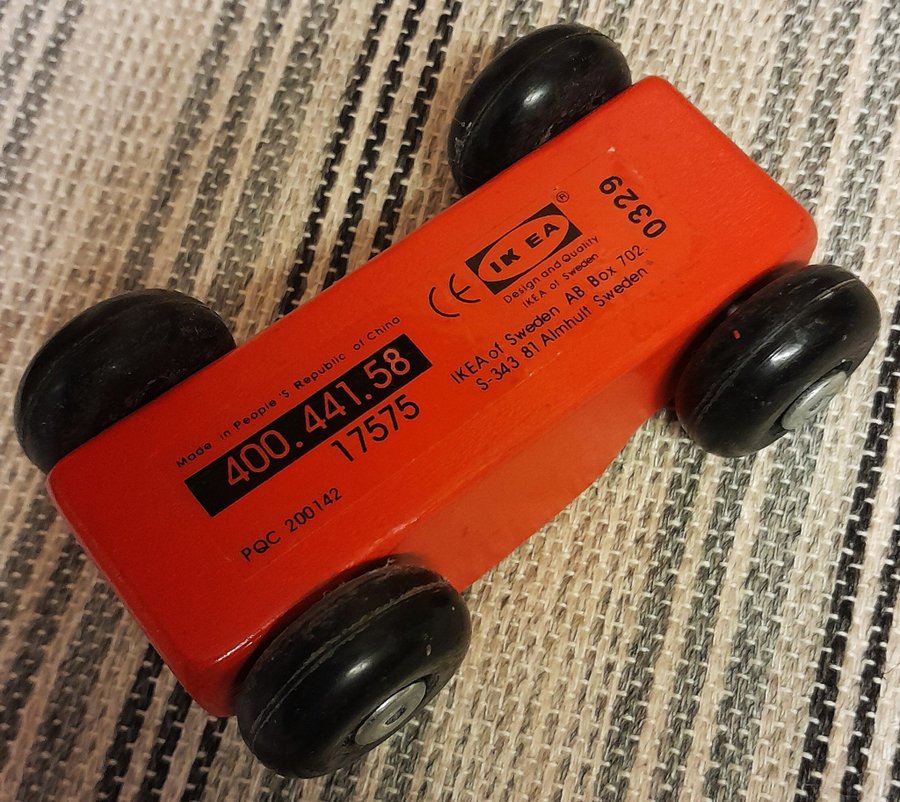 Made in People 'S Republic of China
400.441.58
17575
PQC 200142
CE
IKEA ®
Design and Quality
IKEA of Sweden
IKEA of Sweden AB Box 702
S-343 81 Almhult Sweden
0329